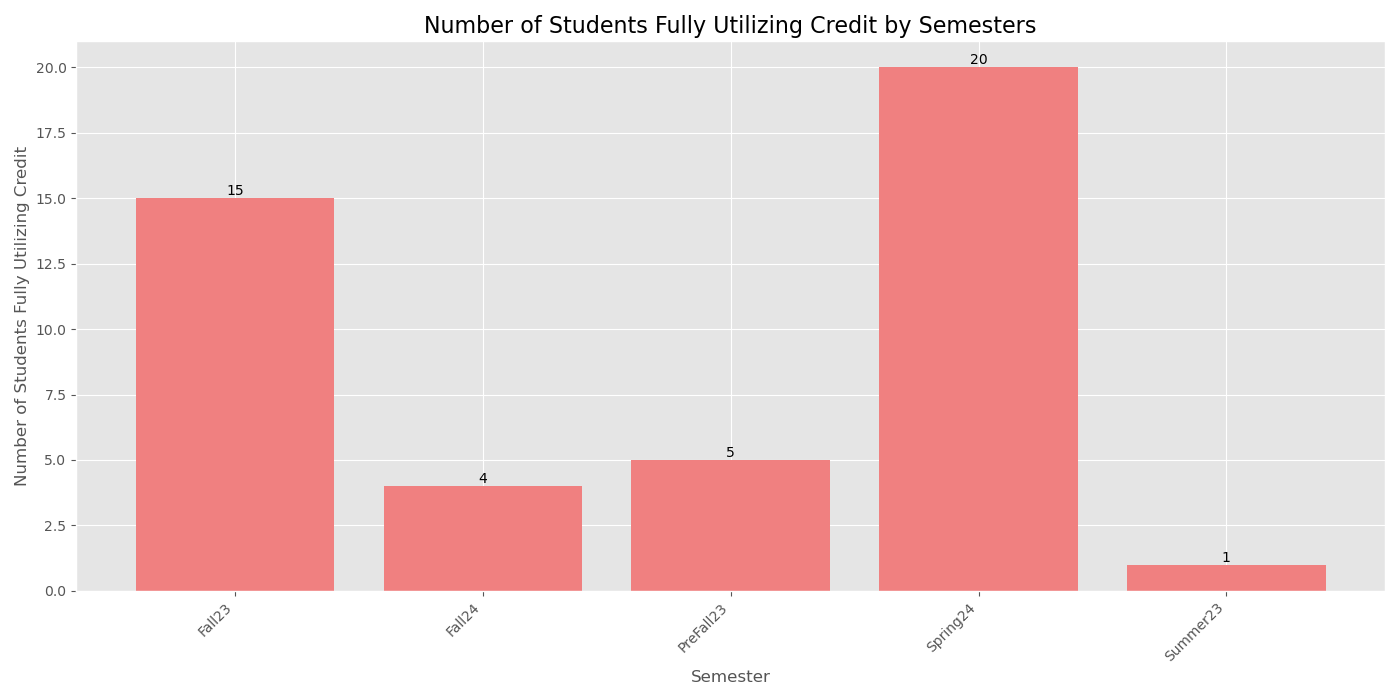 Number of Students Fully Utilizing Credit by Semesters
Number of Students Fully Utilizing Credit
20.0
17.5
15.0
12.5
10.0
7.5
5.0
2.5
0.0
15
4
5
20
1
Fall23
Fall24
PreFall23
Spring24
Summer23
Semester